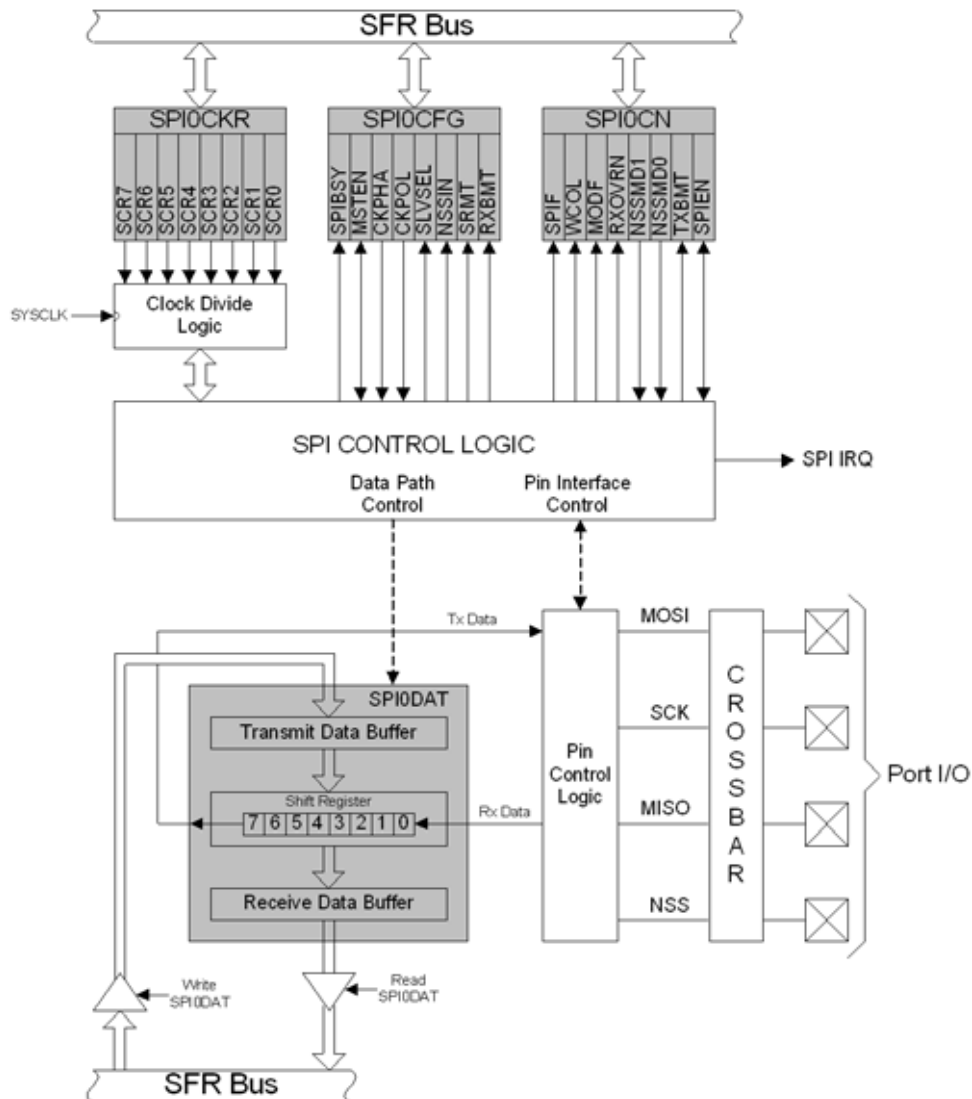 SFR Bus
SPI0CKR
SCR7
SCR6
SCR5
SCR4
SCR3
SCR2
SCR1
SCR0
SPI0CFG
SPIBSY
MSTEN
CKPHA
CKPOL
SLVSEL
NSSIN
SRMT
RXBMT
SPI0CN
SPIF
WCOL
MODF
RXOVRN
NSSMD1
NSSMD0
TXBMT
SPIEN
SYSCLK
Clock Divide
Logic
SPI CONTROL LOGIC
SPI IRQ
Data Path
Control
Pin Interface
Control
Tx Data
SPI0DAT
Transmit Data Buffer
Shift Register
7 6 5 4 3 2 1 0
Rx Data
Receive Data Buffer
Pin
Control
Logic
MOSI
SCK
MISO
NSS
CROSSBAR
Port I/O
Write
SPI0DAT
Read
SPI0DAT
SFR Bus